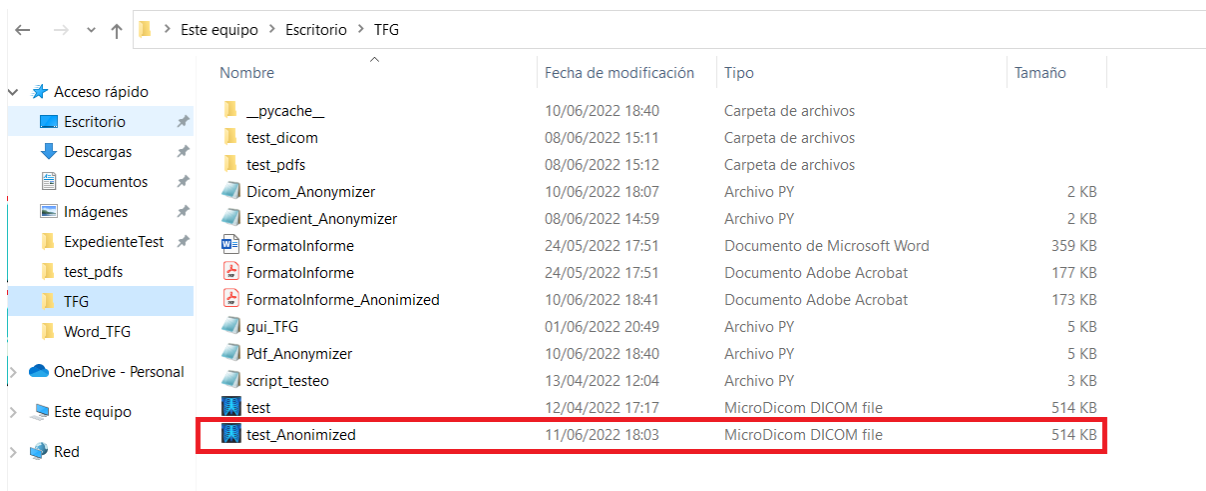 Este equipo > Escritorio > TFG
Nombre Fecha de modificación Tipo Tamaño
Acceso rápido
Escritorio
Descargas
Documentos
Imágenes
ExpedienteTest
test_pdfs
TFG
Word_TFG
OneDrive - Personal
Este equipo
Red
__pycache__ 10/06/2022 18:40 Carpeta de archivos
test_dicom 08/06/2022 15:11 Carpeta de archivos
test_pdfs 08/06/2022 15:12 Carpeta de archivos
Dicom_Anonymizer 10/06/2022 18:07 Archivo PY 2 KB
Expedient_Anonymizer 08/06/2022 14:59 Archivo PY 2 KB
FormatoInforme 24/05/2022 17:51 Documento de Microsoft Word 359 KB
FormatoInforme 24/05/2022 17:51 Documento Adobe Acrobat 177 KB
FormatoInforme_Anonimized 10/06/2022 18:41 Documento Adobe Acrobat 173 KB
gui_TFG 01/06/2022 20:49 Archivo PY 5 KB
Pdf_Anonymizer 10/06/2022 18:40 Archivo PY 5 KB
script_testeo 13/04/2022 12:04 Archivo PY 3 KB
test 12/04/2022 17:17 MicroDicom DICOM file 514 KB
test_Anonimized 11/06/2022 18:03 MicroDicom DICOM file 514 KB